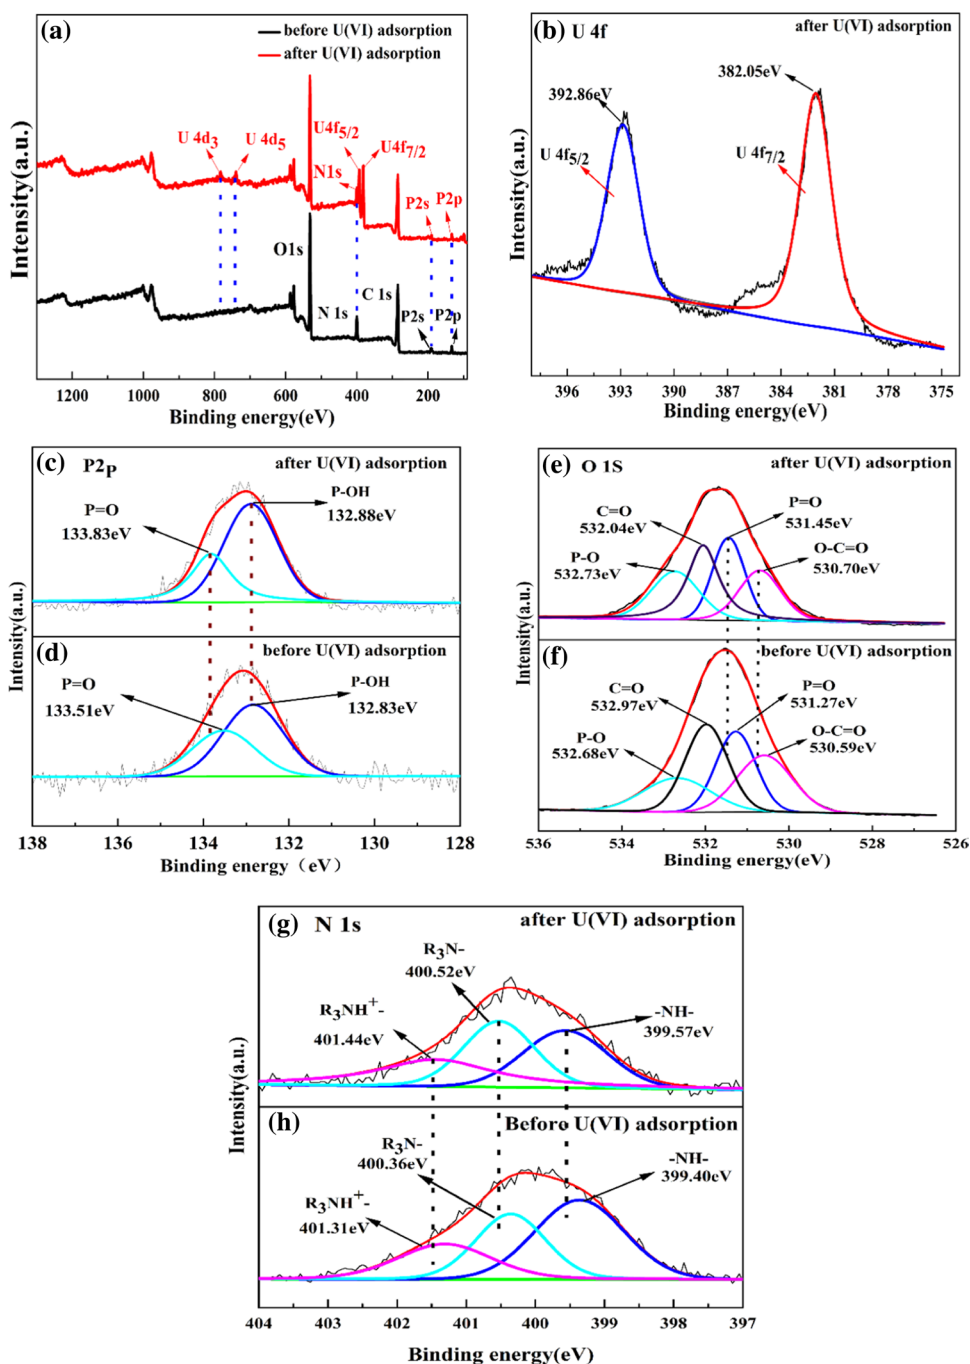 (a)
before U(VI) adsorption
after U(VI) adsorption
U 4d3
U 4d5
U4f5/2
U4f7/2
N1s
P2s
P2p
O1s
C 1s
N 1s
P2s
P2p
Intensity(a.u.)
1200 1000 800 600 400 200
Binding energy(eV)
(b) U 4f
after U(VI) adsorption
392.86eV
382.05eV
U 4f5/2
U 4f7/2
Intensity(a.u.)
396 393 390 387 384 381 378 375
Binding energy(eV)
(c)
P2p
after U(VI) adsorption
P=O
133.83eV
P-OH
132.88eV
(d)
before U(VI) adsorption
P=O
133.51eV
P-OH
132.83eV
Intensity(a.u.)
138 136 134 132 130 128
Binding energy（eV）
(e)
O 1S
after U(VI) adsorption
C=O
532.04eV
P=O
531.45eV
P-O
532.73eV
O-C=O
530.70eV
(f)
before U(VI) adsorption
C=O
532.97eV
P=O
531.27eV
P-O
532.68eV
O-C=O
530.59eV
Intensity(a.u.)
536 534 532 530 528 526
Binding energy(eV)
(g)
N 1s
after U(VI) adsorption
R3N-
400.52eV
R3NH+-
401.44eV
-NH-
399.57eV
(h)
Before U(VI) adsorption
R3N-
400.36eV
R3NH+-
401.31eV
-NH-
399.40eV
Intensity(a.u.)
404 403 402 401 400 399 398 397
Binding energy(eV)